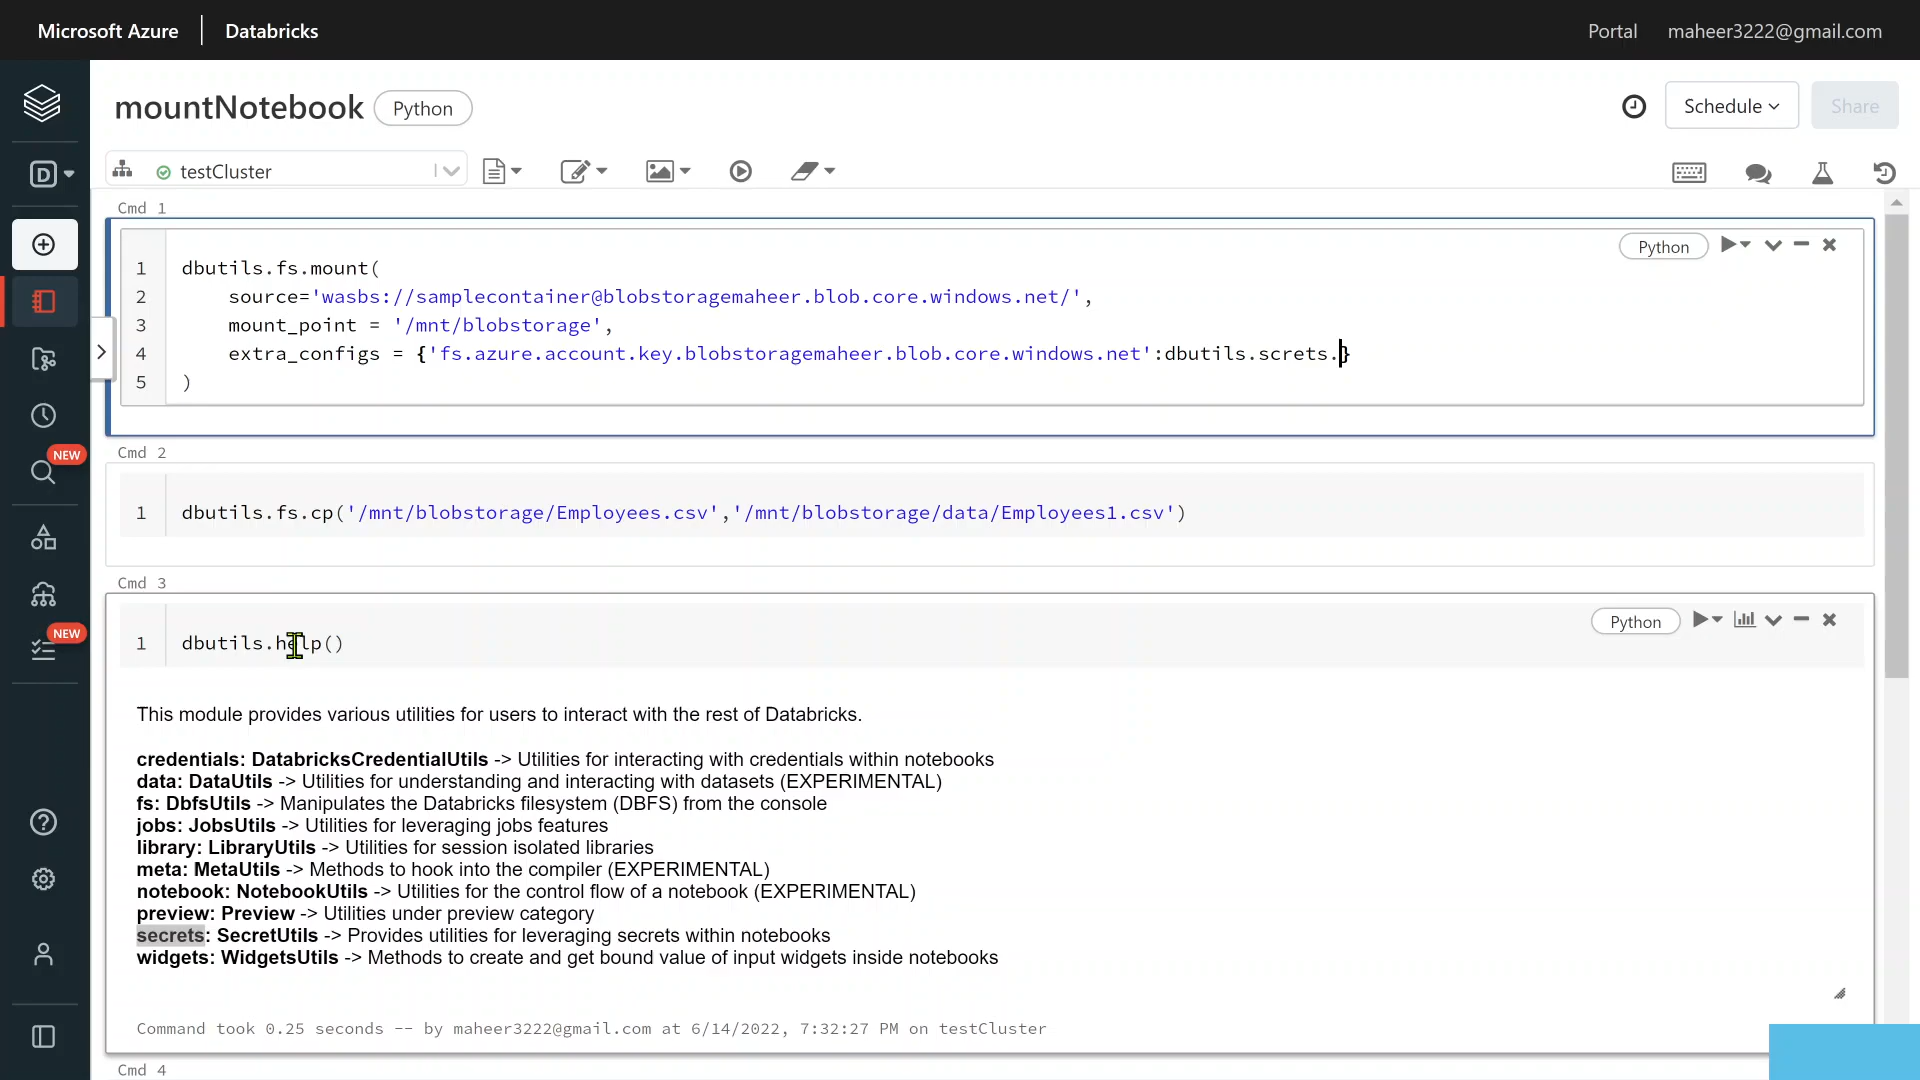 Microsoft Azure | Databricks
Portal maheer3222@gmail.com
mountNotebook Python
Schedule Share
D testCluster
Cmd 1
Python
1 dbutils.fs.mount(
2 source='wasbs://samplecontainer@blobstoragemaheer.blob.core.windows.net/',
3 mount_point = '/mnt/blobstorage',
4 extra_configs = {'fs.azure.account.key.blobstoragemaheer.blob.core.windows.net':dbutils.screts.}
5 )
NEW
Cmd 2
1 dbutils.fs.cp('/mnt/blobstorage/Employees.csv','/mnt/blobstorage/data/Employees1.csv')
Cmd 3
Python
NEW
1 dbutils.help()
This module provides various utilities for users to interact with the rest of Databricks.
credentials: DatabricksCredentialUtils -> Utilities for interacting with credentials within notebooks
data: DataUtils -> Utilities for understanding and interacting with datasets (EXPERIMENTAL)
fs: DbfsUtils -> Manipulates the Databricks filesystem (DBFS) from the console
jobs: JobsUtils -> Utilities for leveraging jobs features
library: LibraryUtils -> Utilities for session isolated libraries
meta: MetaUtils -> Methods to hook into the compiler (EXPERIMENTAL)
notebook: NotebookUtils -> Utilities for the control flow of a notebook (EXPERIMENTAL)
preview: Preview -> Utilities under preview category
secrets: SecretUtils -> Provides utilities for leveraging secrets within notebooks
widgets: WidgetsUtils -> Methods to create and get bound value of input widgets inside notebooks
Command took 0.25 seconds -- by maheer3222@gmail.com at 6/14/2022, 7:32:27 PM on testCluster
Cmd 4